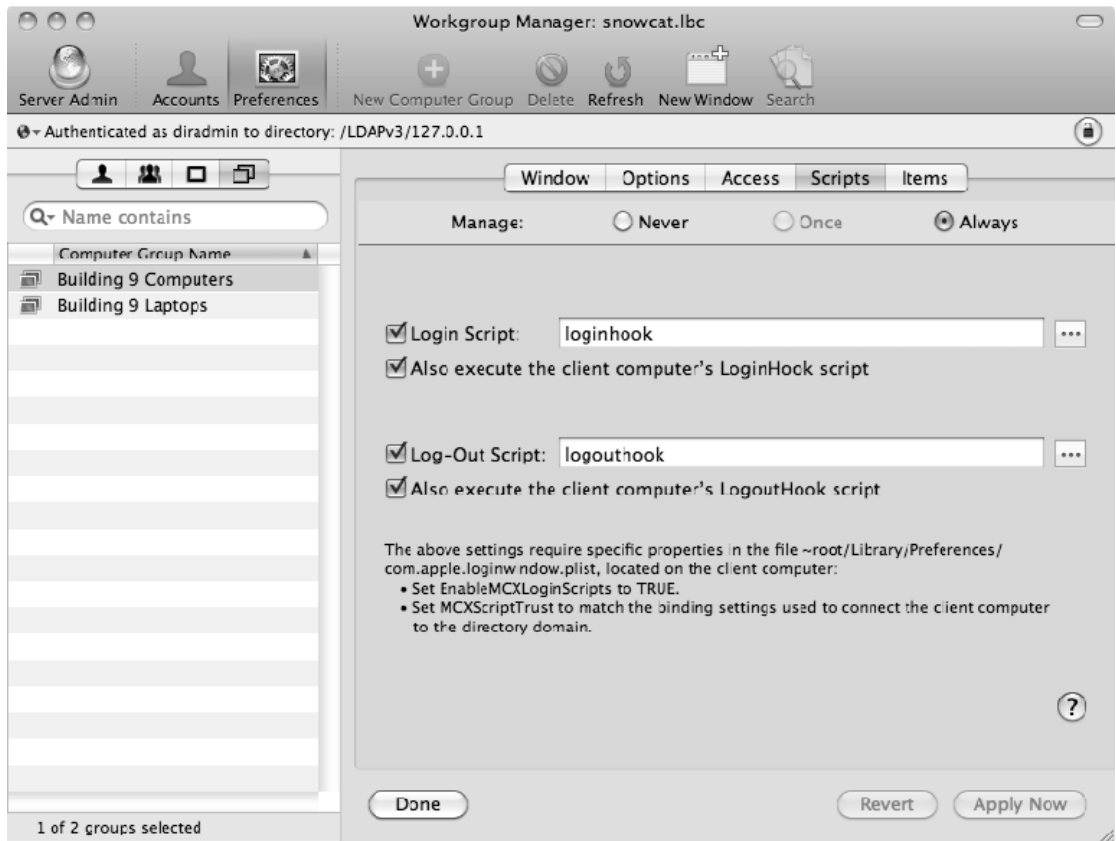 Workgroup Manager: snowcat.lbc
Server Admin Accounts Preferences New Computer Group Delete Refresh New Window Search
Authenticated as diradmin to directory: /LDAPv3/127.0.0.1
Window Options Access Scripts Items
Name contains
Manage: Never Once Always
Computer Group Name
Building 9 Computers
Building 9 Laptops
Login Script: loginhook ...
Also execute the client computer's LoginHook script
Log-Out Script: logouthook ...
Also execute the client computer's LogoutHook script
The above settings require specific properties in the file ~root/Library/Preferences/
com.apple.loginwindow.plist, located on the client computer:
• Set EnableMCXLoginScripts to TRUE.
• Set MCXScriptTrust to match the binding settings used to connect the client computer
to the directory domain.
?
Done Revert Apply Now
1 of 2 groups selected